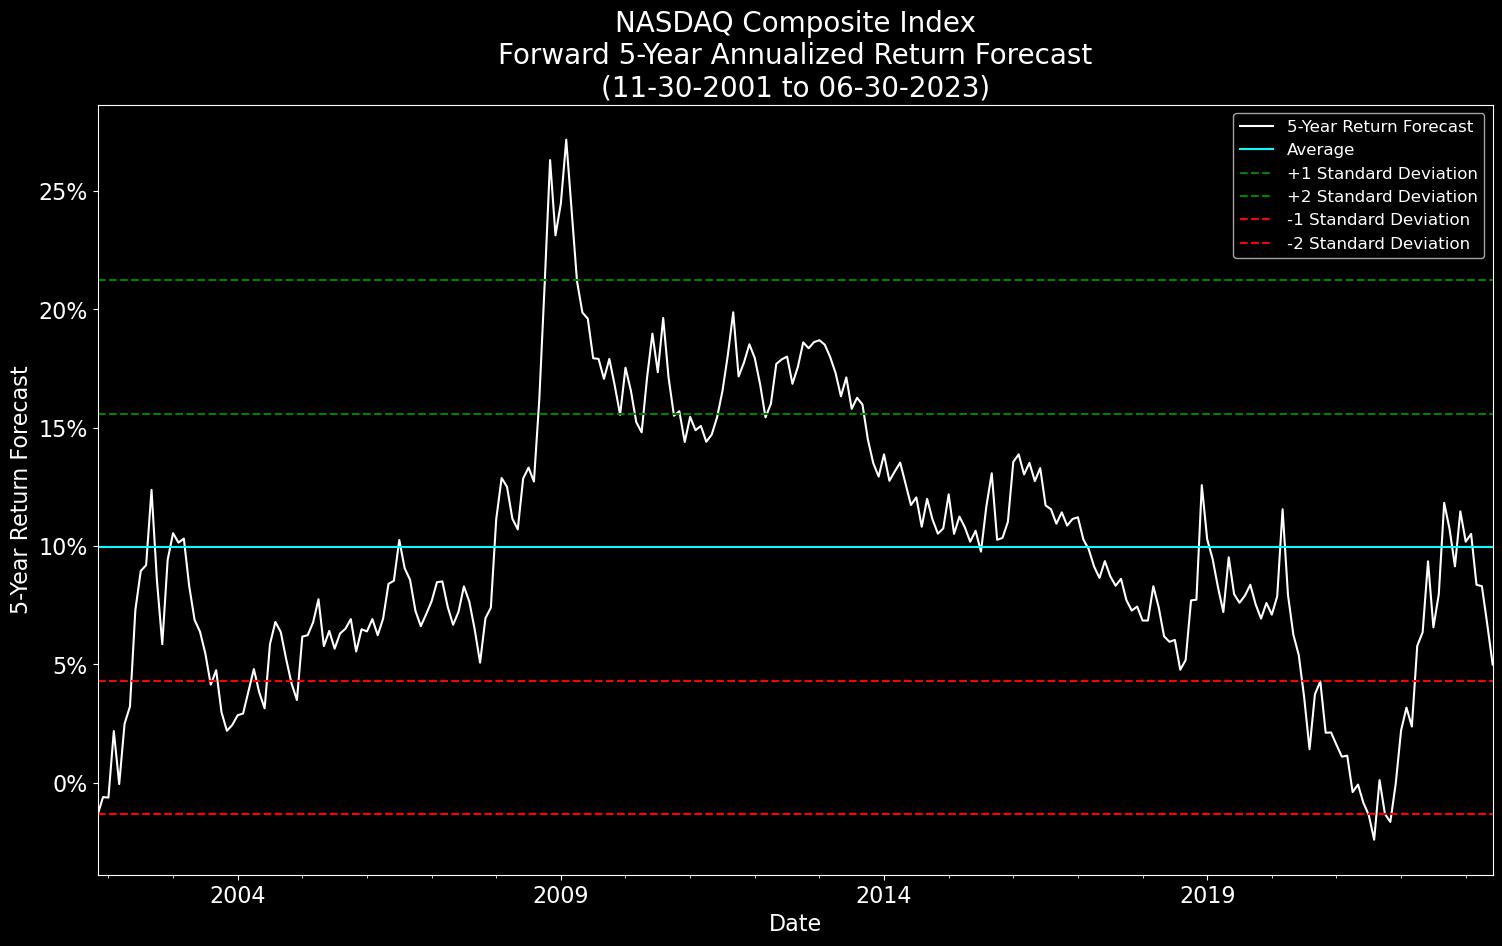 NASDAQ Composite Index
Forward 5-Year Annualized Return Forecast
(11-30-2001 to 06-30-2023)
5-Year Return Forecast
Average
+1 Standard Deviation
+2 Standard Deviation
-1 Standard Deviation
-2 Standard Deviation
25%
20%
15%
10%
5%
0%
5-Year Return Forecast
2004
2009
2014
2019
Date